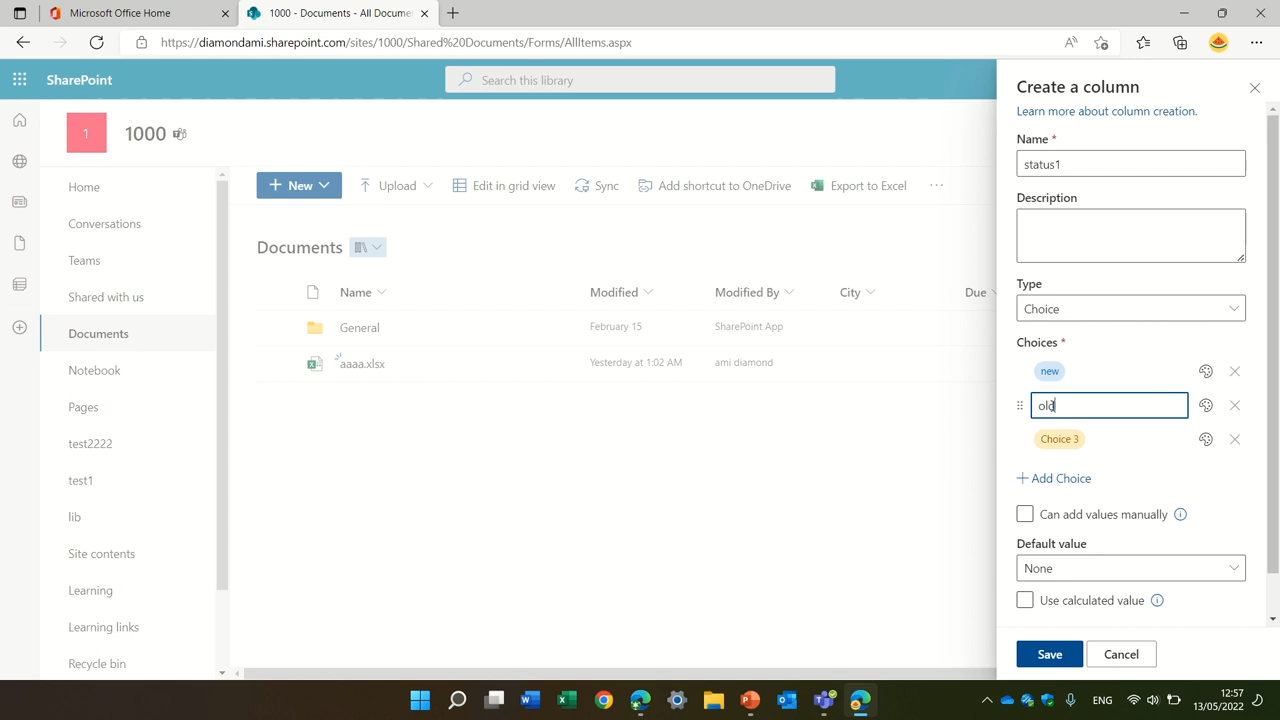 Microsoft Office Home
1000 - Documents - All Docume
https://diamondami.sharepoint.com/sites/1000/Shared%20Documents/Forms/AllItems.aspx
SharePoint
Search this library
1
1000
Home
Conversations
Teams
Shared with us
Documents
Notebook
Pages
test2222
test1
lib
Site contents
Learning
Learning links
Recycle bin
New
Upload
Edit in grid view
Sync
Add shortcut to OneDrive
Export to Excel
Documents
Name Modified Modified By City Due
General February 15 SharePoint App
aaaa.xlsx Yesterday at 1:02 AM ami diamond
Create a column
Learn more about column creation.
Name *
status1
Description
Type
Choice
Choices *
new
old
Choice 3
+ Add Choice
Can add values manually
Default value
None
Use calculated value
Save
Cancel
ENG
12:57
13/05/2022